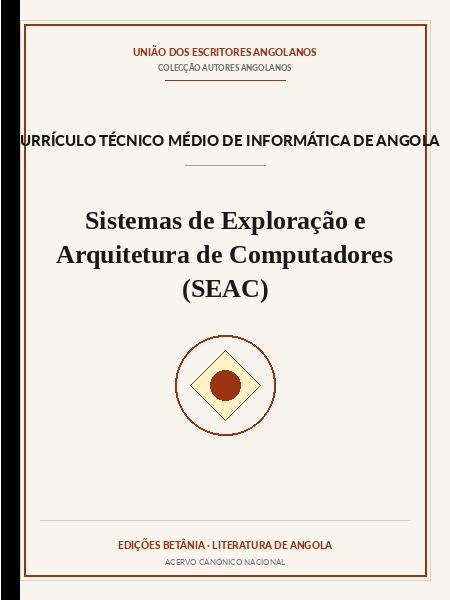 UNIÃO DOS ESCRITORES ANGOLANOS
COLECÇÃO AUTORES ANGOLANOS
URRÍCULO TÉCNICO MÉDIO DE INFORMÁTICA DE ANGOLA
Sistemas de Exploração e
Arquitetura de Computadores
(SEAC)
EDIÇÕES BETÂNIA · LITERATURA DE ANGOLA
ACERVO CANÓNICO NACIONAL